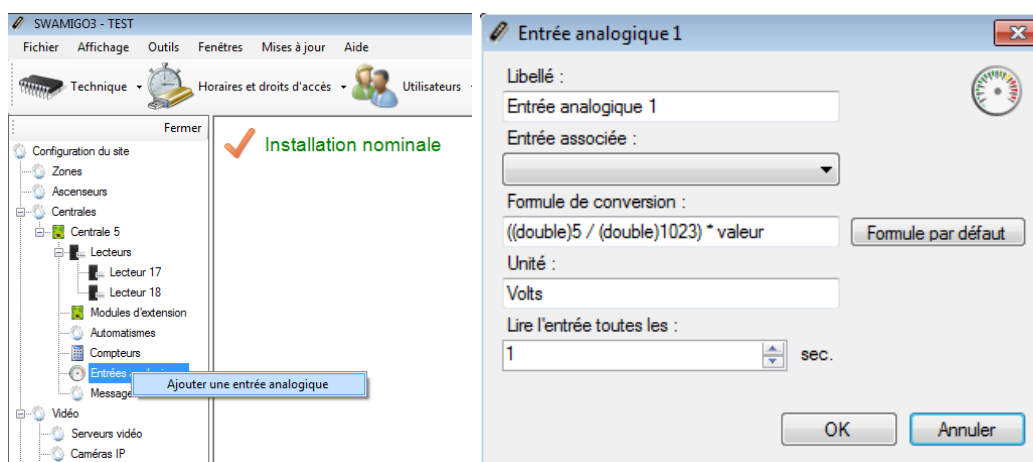 SWAMIGO3 - TEST
Fichier Affichage Outils Fenêtres Mises à jour Aide
Technique Horaires et droits d'accès Utilisateurs
Fermer
Configuration du site
Zones
Ascenseurs
Centrales
Centrale 5
Lecteurs
Lecteur 17
Lecteur 18
Modules d'extension
Automatismes
Compteurs
Entrées
Ajouter une entrée analogique
Message
Vidéo
Serveurs vidéo
Caméras IP
Installation nominale
Entrée analogique 1
Libellé :
Entrée analogique 1
Entrée associée :
Formule de conversion :
((double)5 / (double)1023) * valeur
Formule par défaut
Unité :
Volts
Lire l'entrée toutes les :
1 sec.
OK Annuler